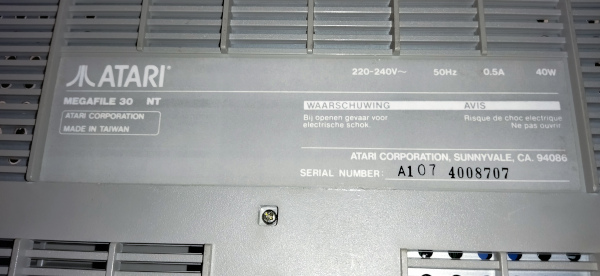 ATARI
220-240V~ 50Hz 0.5A 40W
MEGAFILE 30 NT
ATARI CORPORATION
MADE IN TAIWAN
WAARSCHUWING
Bij openen gevaar voor
electrische schok.
AVIS
Risque de choc electrique
Ne pas ouvrir.
ATARI CORPORATION, SUNNYVALE, CA. 94086
SERIAL NUMBER: A107 4008707